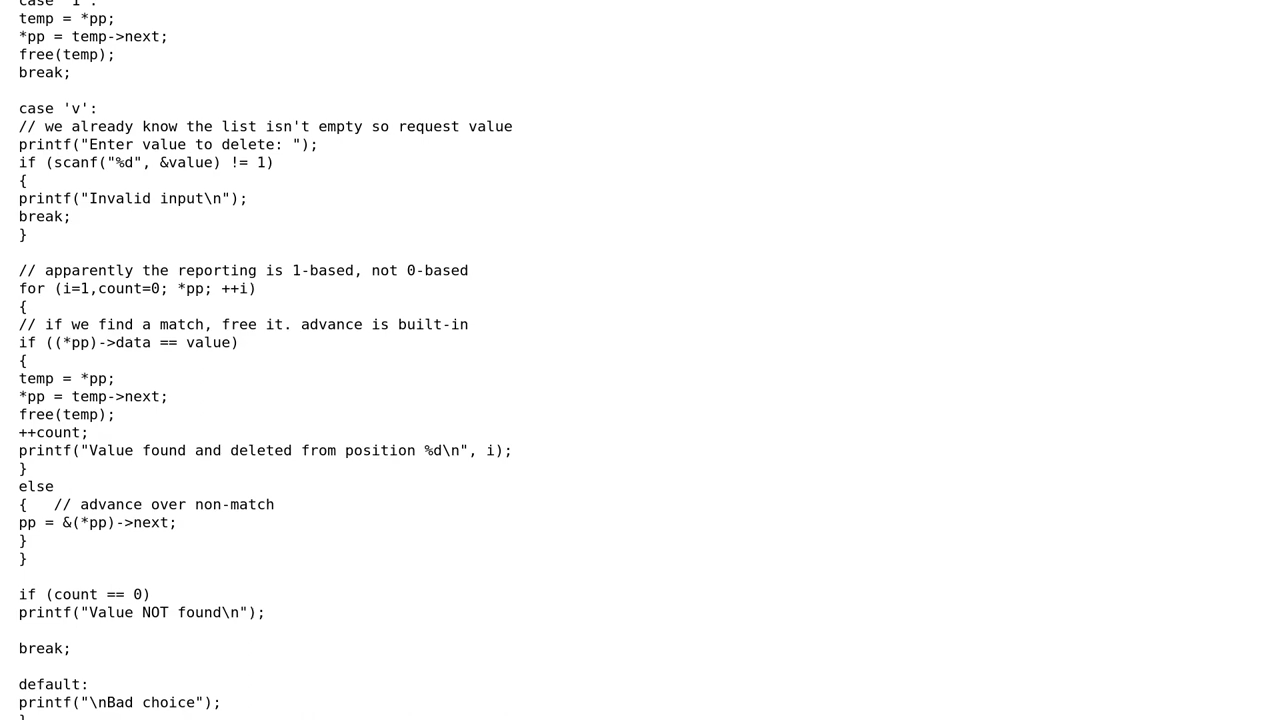 temp = *pp;
*pp = temp->next;
free(temp);
break;
case 'v':
// we already know the list isn't empty so request value
printf("Enter value to delete: ");
if (scanf("%d", &value) != 1)
{
printf("Invalid input\n");
break;
}
// apparently the reporting is 1-based, not 0-based
for (i=1,count=0; *pp; ++i)
{
// if we find a match, free it. advance is built-in
if ((*pp)->data == value)
{
temp = *pp;
*pp = temp->next;
free(temp);
++count;
printf("Value found and deleted from position %d\n", i);
}
else
{   // advance over non-match
pp = &(*pp)->next;
}
}
if (count == 0)
printf("Value NOT found\n");
break;
default:
printf("\nBad choice");